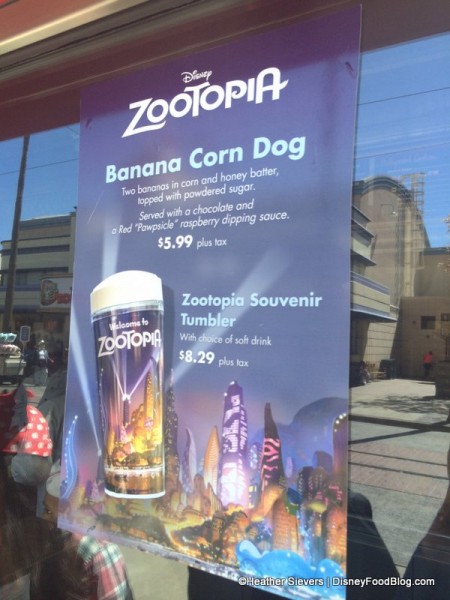 Disney
ZOOTOPIA
Banana Corn Dog
Two bananas in corn and honey batter,
topped with powdered sugar.
Served with a chocolate and
a Red "Pawpsicle" raspberry dipping sauce.
$5.99 plus tax
Zootopia Souvenir
Tumbler
With choice of soft drink
$8.29 plus tax
Welcome to
ZOOTOPIA
©Heather Sievers | DisneyFoodBlog.com